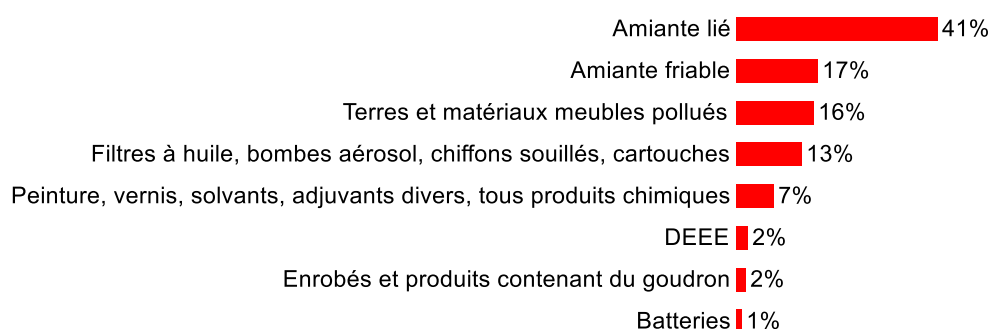 Amiante lié 41%
Amiante friable 17%
Terres et matériaux meubles pollués 16%
Filtres à huile, bombes aérosol, chiffons souillés, cartouches 13%
Peinture, vernis, solvants, adjuvants divers, tous produits chimiques 7%
DEEE 2%
Enrobés et produits contenant du goudron 2%
Batteries 1%